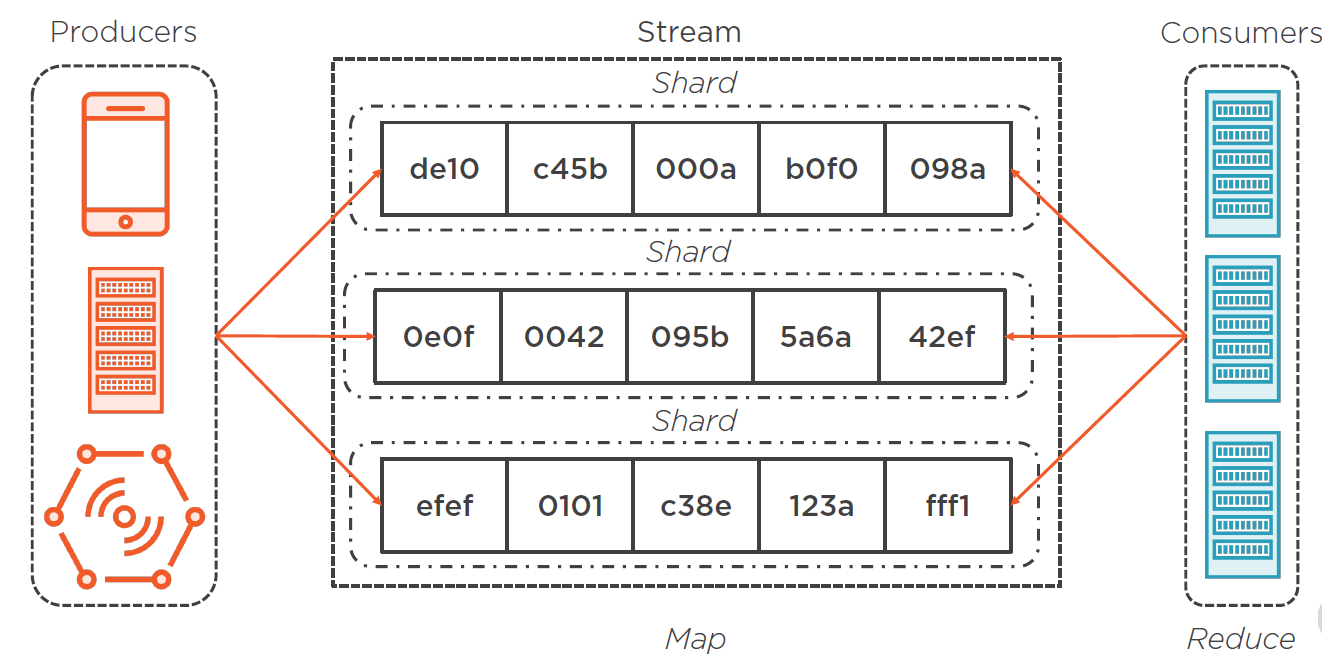 Producers
Stream
Consumers
Shard
de10 c45b 000a b0f0 098a
Shard
0e0f 0042 095b 5a6a 42ef
Shard
efef 0101 c38e 123a fff1
Map
Reduce